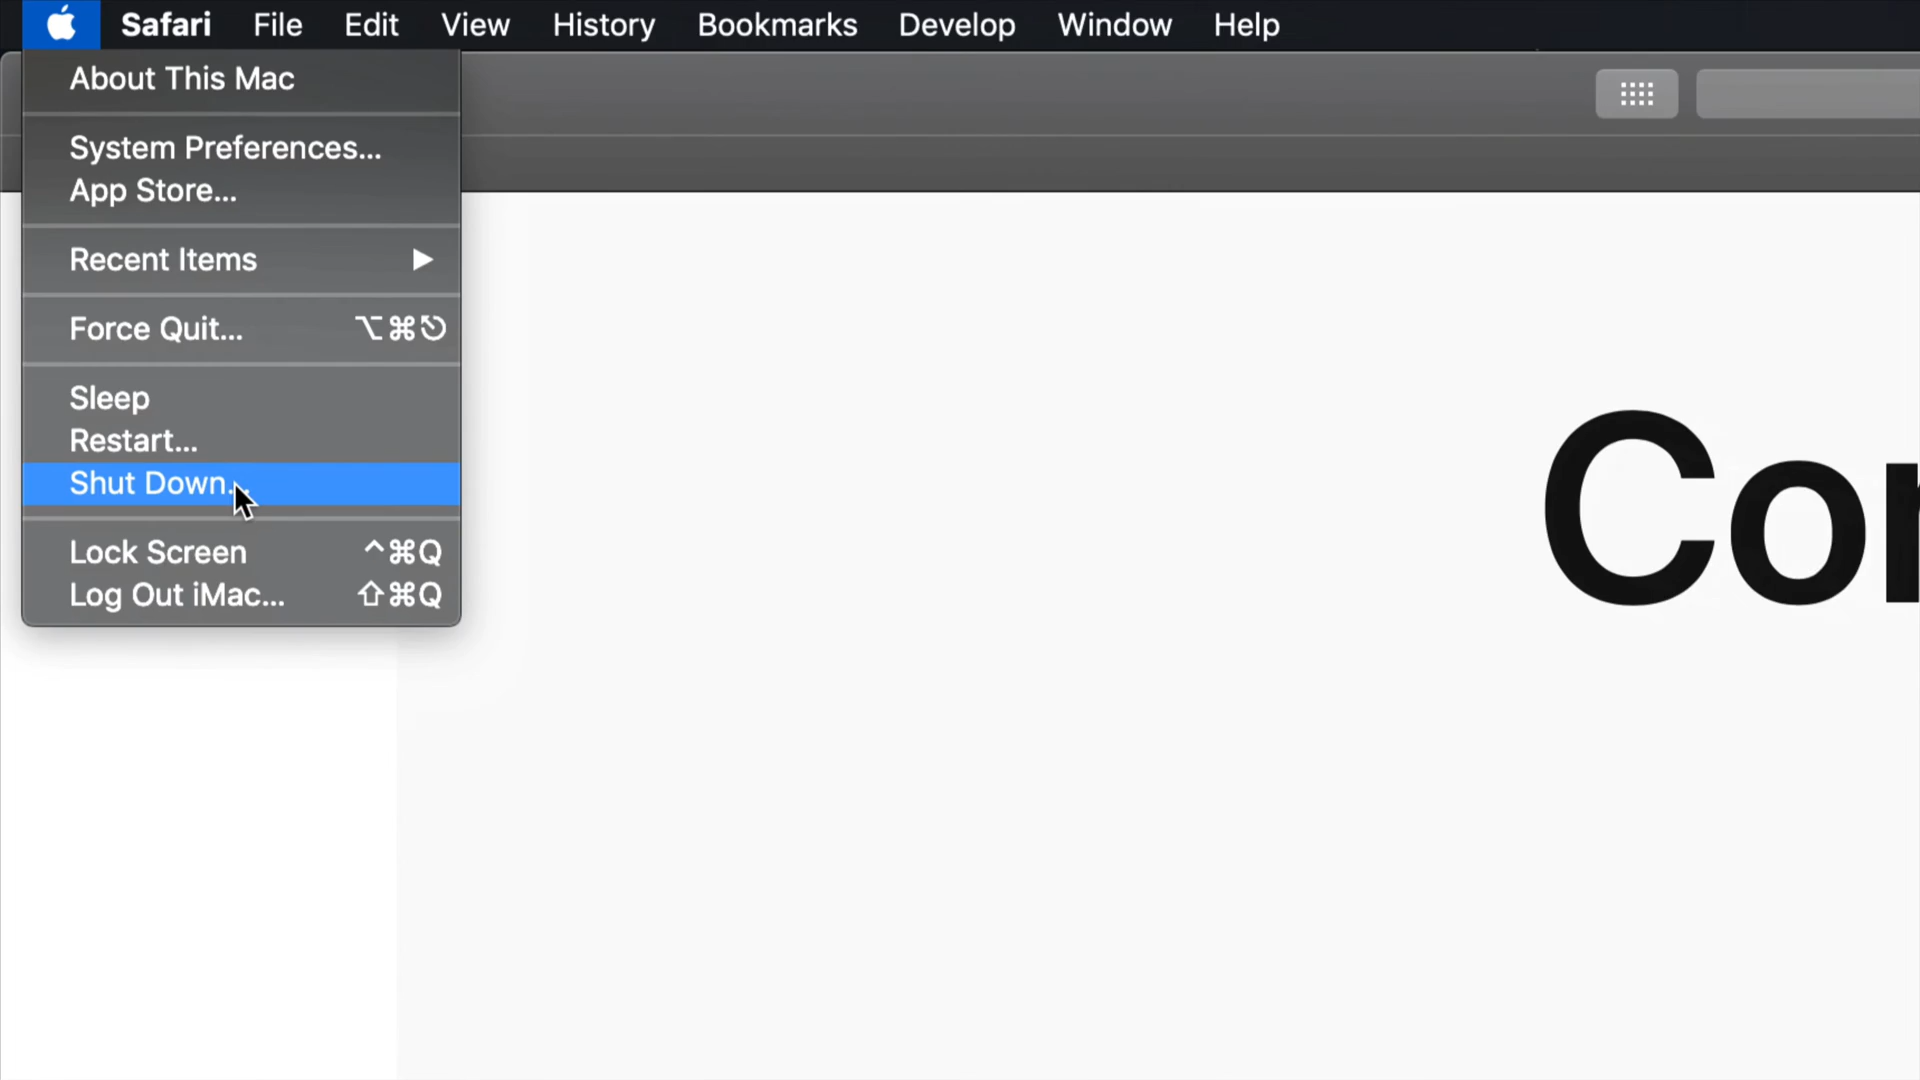 Safari File Edit View History Bookmarks Develop Window Help
About This Mac
System Preferences...
App Store...
Recent Items ▶
Force Quit... ⌥⌘⎋
Sleep
Restart...
Shut Down...
Lock Screen ^⌘Q
Log Out iMac... ⇧⌘Q